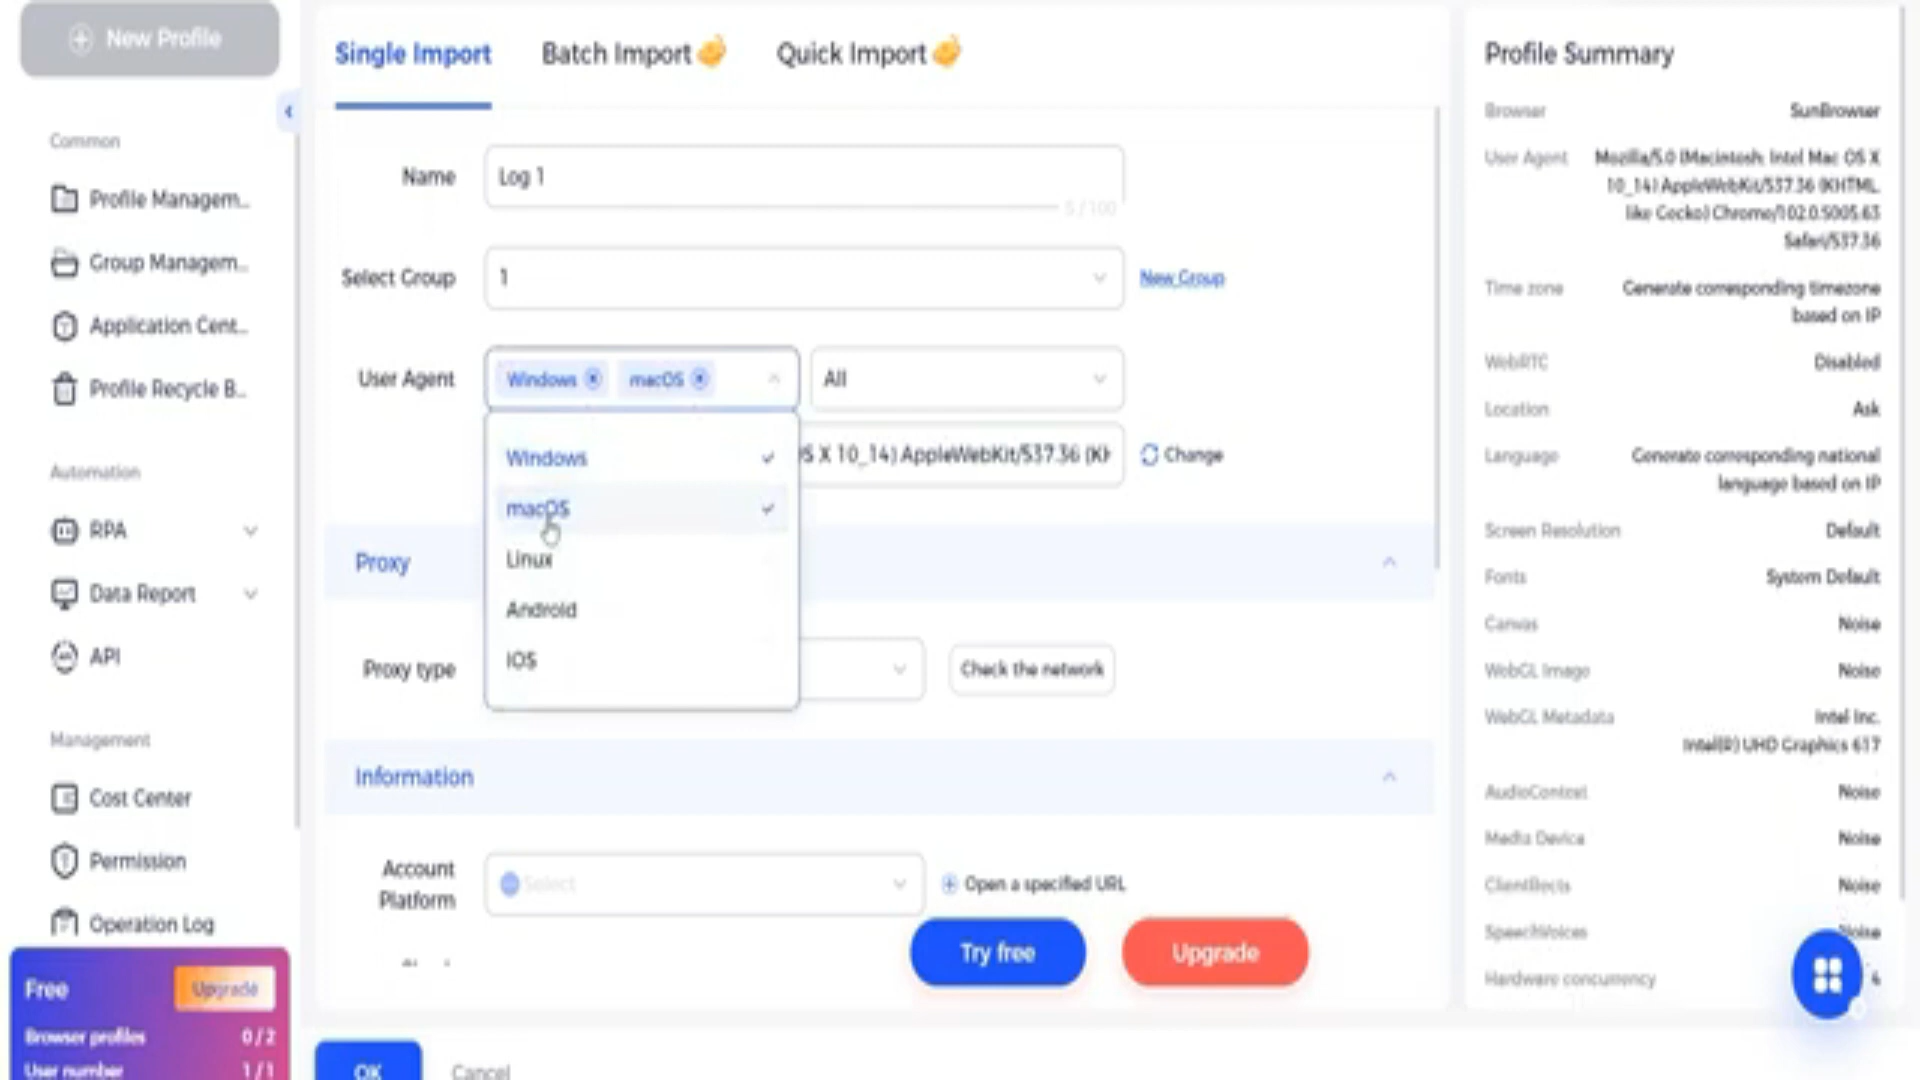 New Profile
Common
Profile Managem...
Group Managem...
Application Cent...
Profile Recycle B...
Automation
RPA
Data Report
API
Management
Cost Center
Permission
Operation Log
Free
Upgrade
Browser profiles 0 / 2
User number 1 / 1
Single Import
Batch Import
Quick Import
Name
Log 1
5 / 100
Select Group
1
New Group
User Agent
Windows
macOS
All
Windows
macOS
Linux
Android
IOS
S X 10_14) AppleWebKit/537.36 (KH
Change
Proxy
Proxy type
Check the network
Information
Account
Platform
Select
Open a specified URL
Try free
Upgrade
OK
Cancel
Profile Summary
Browser SunBrowser
User Agent Mozilla/5.0 (Macintosh; Intel Mac OS X
10_14) AppleWebKit/537.36 (KHTML,
like Gecko) Chrome/102.0.5005.63
Safari/537.36
Time zone Generate corresponding timezone
based on IP
WebRTC Disabled
Location Ask
Language Generate corresponding national
language based on IP
Screen Resolution Default
Fonts System Default
Canvas Noise
WebGL Image Noise
WebGL Metadata Intel Inc.
Intel(R) UHD Graphics 617
AudioContext Noise
Media Device Noise
ClientRects Noise
SpeechVoices Noise
Hardware concurrency 4